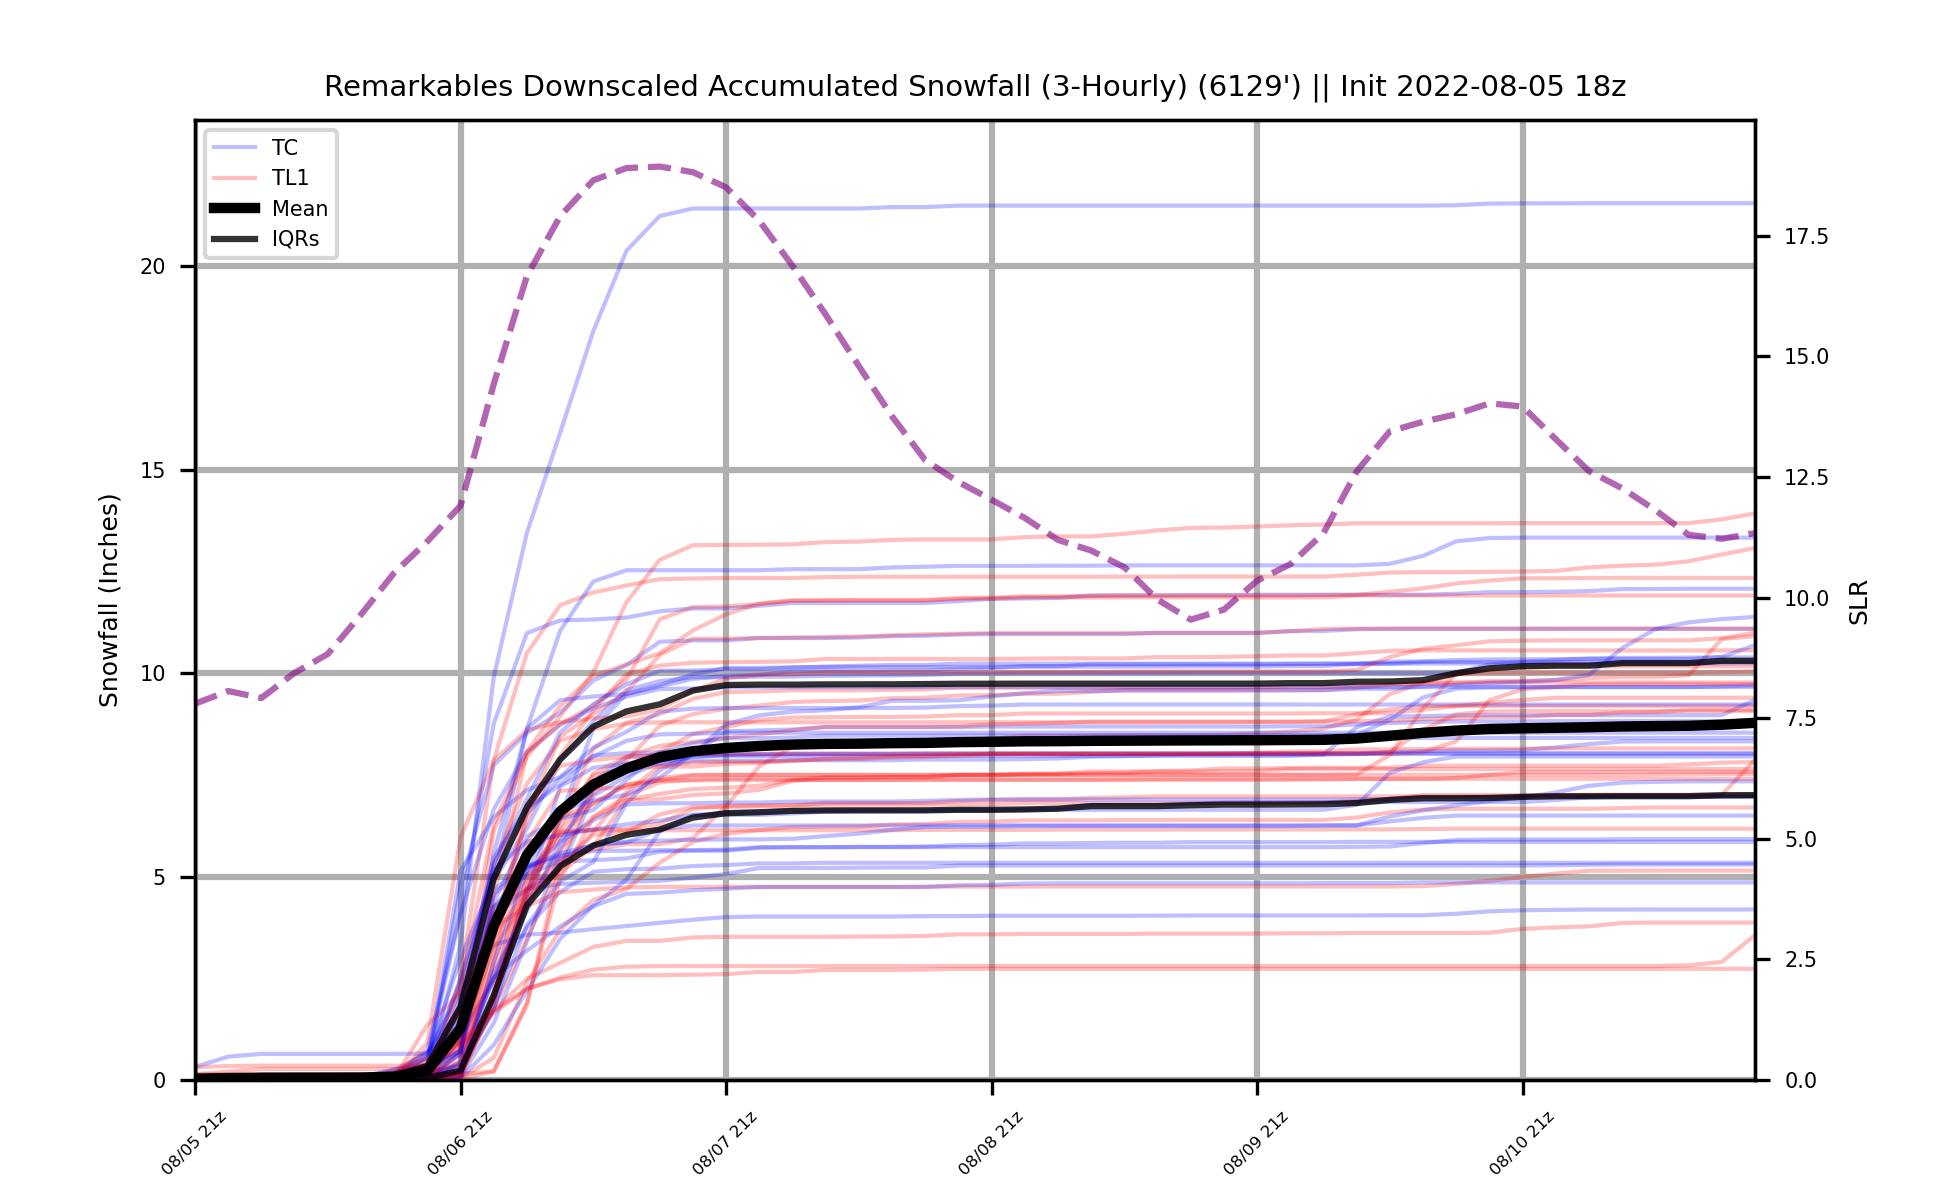 Remarkables Downscaled Accumulated Snowfall (3-Hourly) (6129') || Init 2022-08-05 18z
TC
TL1
Mean
IQRs
20
15
10
5
0
Snowfall (Inches)
17.5
15.0
12.5
10.0
7.5
5.0
2.5
0.0
SLR
08/05 21z
08/06 21z
08/07 21z
08/08 21z
08/09 21z
08/10 21z